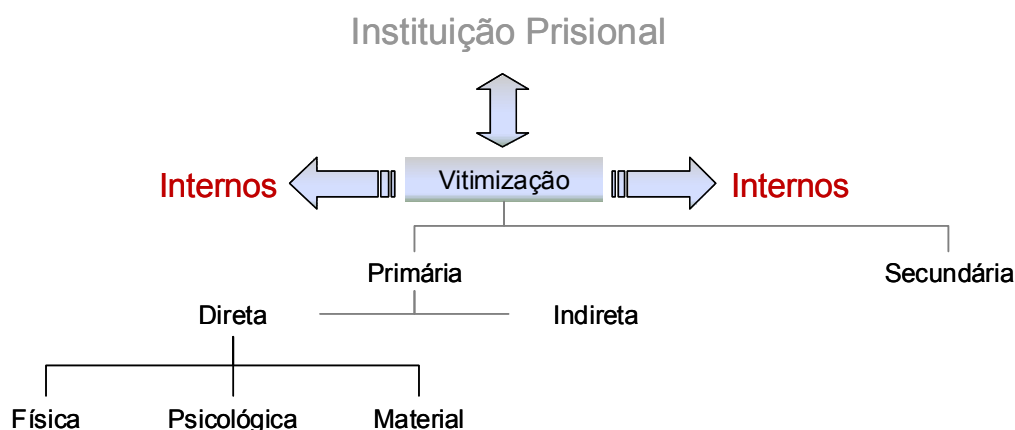 Instituição Prisional
Internos
Vitimização
Internos
Primária
Secundária
Direta
Indireta
Física
Psicológica
Material